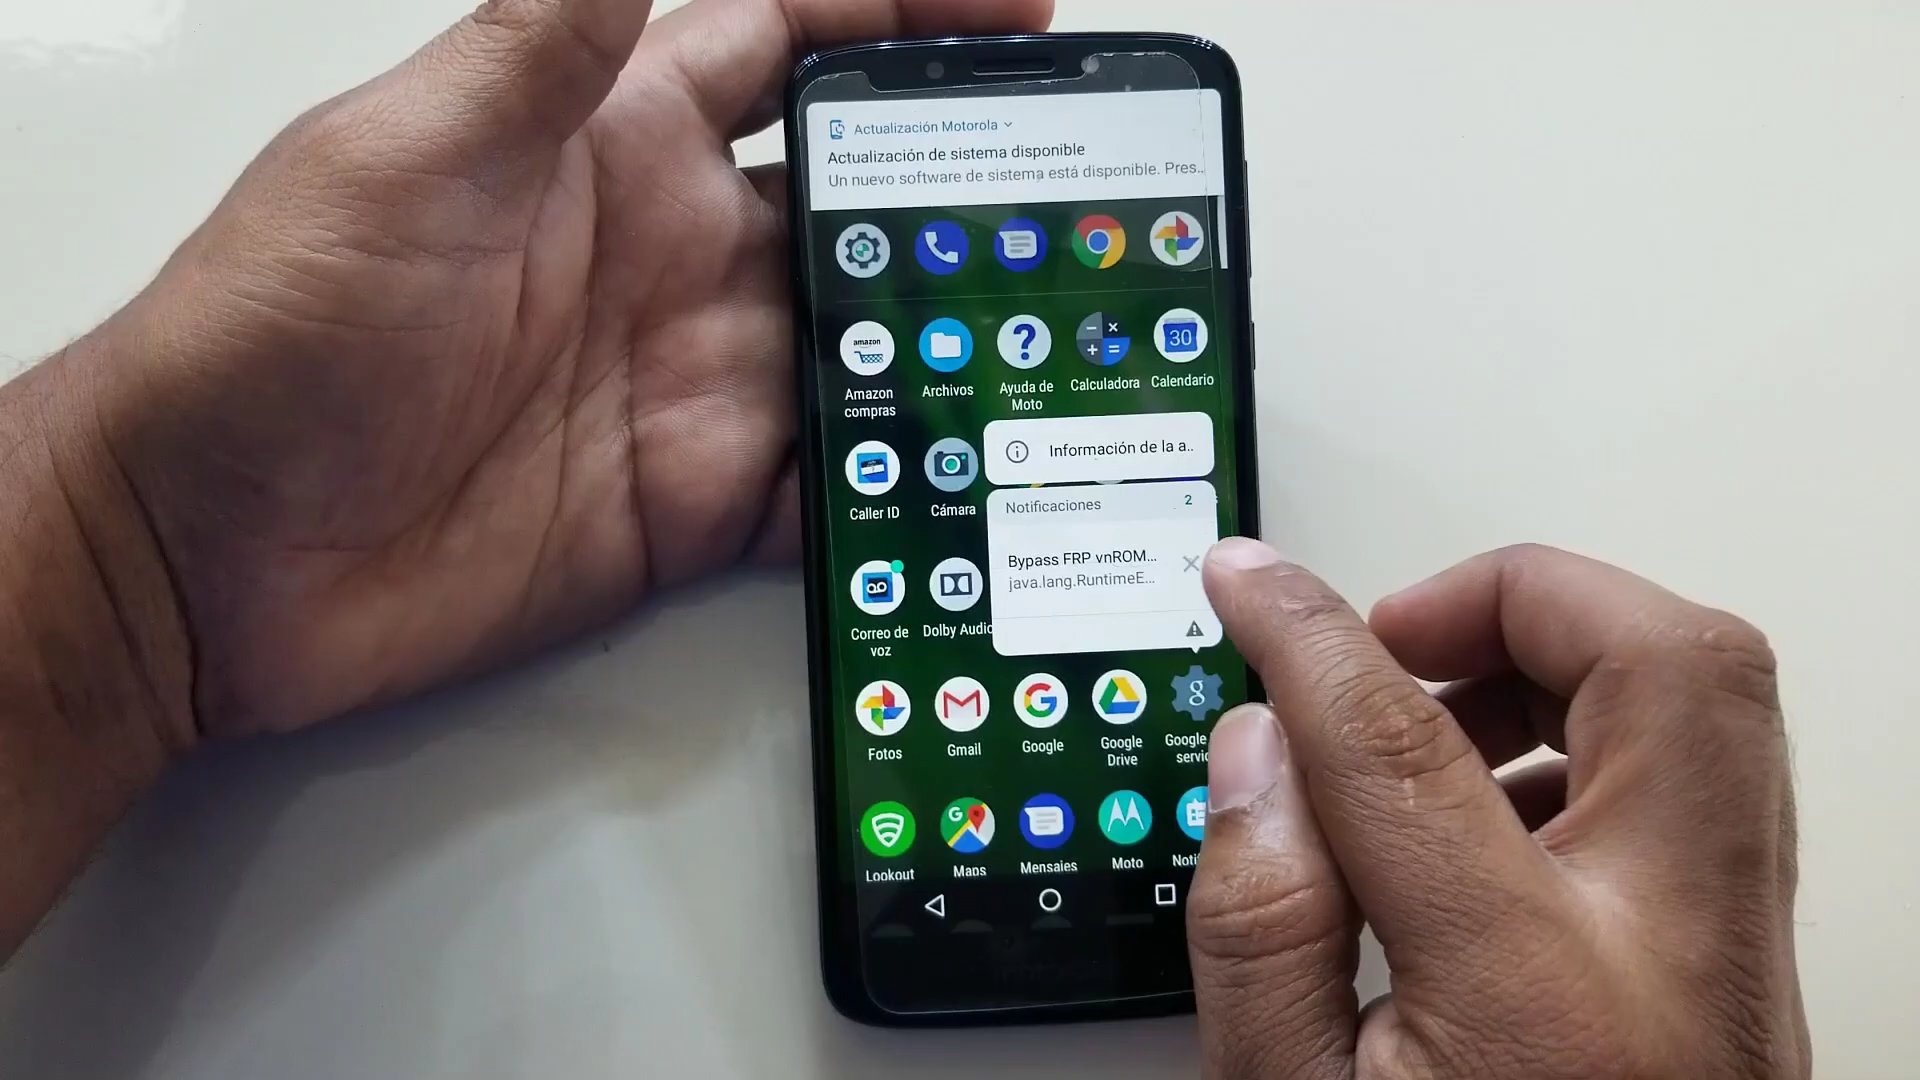 Actualización Motorola
Actualización de sistema disponible
Un nuevo software de sistema está disponible. Pres..
amazon
30
Amazon
compras
Archivos
Ayuda de
Moto
Calculadora
Calendario
Información de la a..
Notificaciones 2
Bypass FRP vnROM...
java.lang.RuntimeE...
Caller ID
Cámara
Correo de
voz
Dolby Audio
Fotos
Gmail
Google
Google
Drive
Google
servic
Lookout
Maps
Mensajes
Moto
Noti